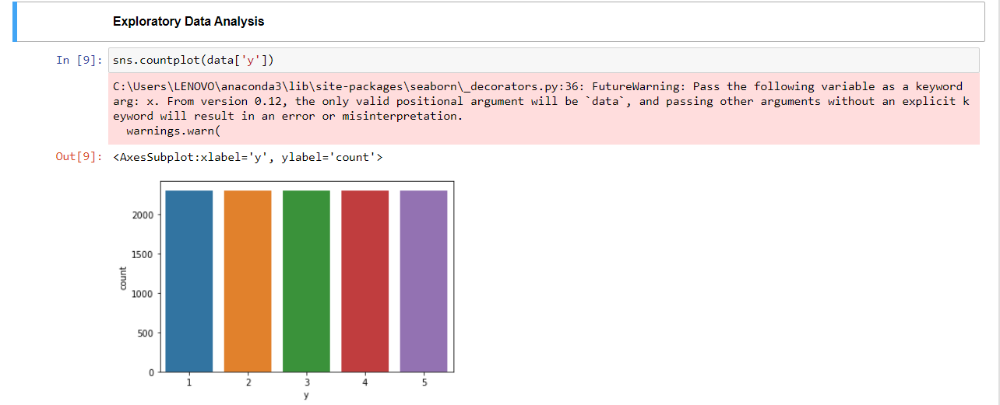 Exploratory Data Analysis
In [9]: sns.countplot(data['y'])
C:\Users\LENOVO\anaconda3\lib\site-packages\seaborn\_decorators.py:36: FutureWarning: Pass the following variable as a keyword
arg: x. From version 0.12, the only valid positional argument will be `data`, and passing other arguments without an explicit k
eyword will result in an error or misinterpretation.
warnings.warn(
Out[9]: <AxesSubplot:xlabel='y', ylabel='count'>
2000
1500
count
1000
500
0
1 2 3 4 5
y